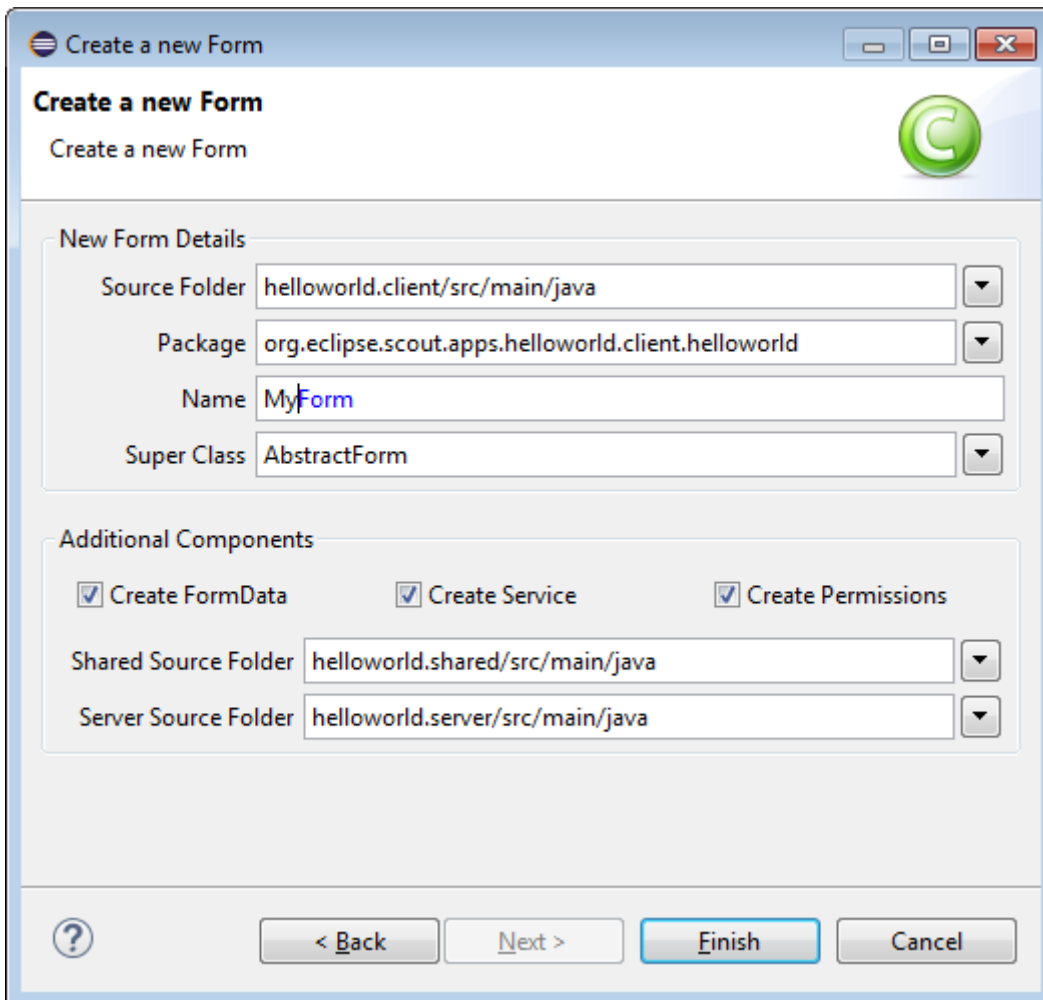 Create a new Form
Create a new Form
Create a new Form
New Form Details
Source Folder helloworld.client/src/main/java
Package org.eclipse.scout.apps.helloworld.client.helloworld
Name MyForm
Super Class AbstractForm
Additional Components
Create FormData Create Service Create Permissions
Shared Source Folder helloworld.shared/src/main/java
Server Source Folder helloworld.server/src/main/java
? < Back Next > Finish Cancel